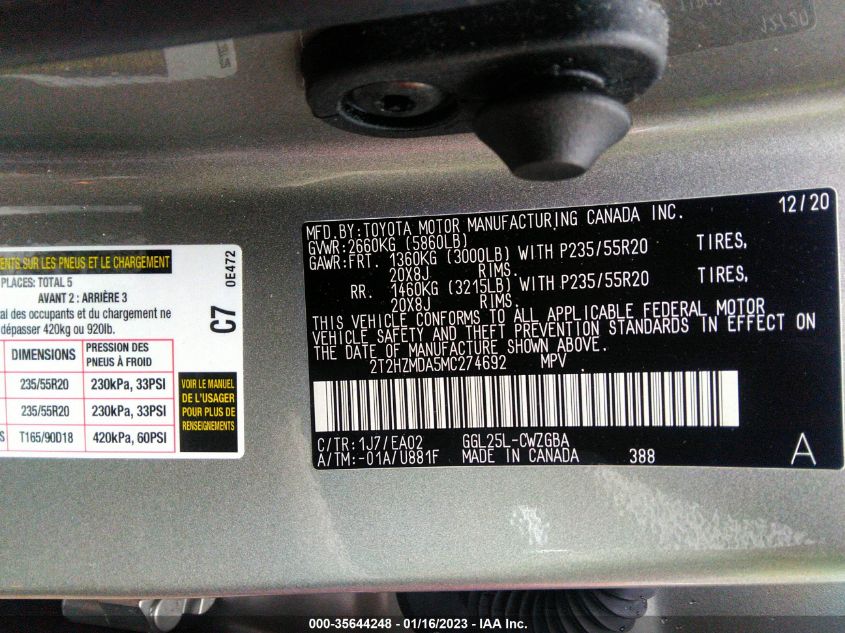 12/20
MFD.BY:TOYOTA MOTOR MANUFACTURING CANADA INC. 12/20
GVWR:2660KG (5860LB)
GAWR:FRT. 1360KG (3000LB) WITH P235/55R20 TIRES,
20X8J RIMS.
RR. 1460KG (3215LB) WITH P235/55R20 TIRES,
20X8J RIMS.
THIS VEHICLE CONFORMS TO ALL APPLICABLE FEDERAL MOTOR
VEHICLE SAFETY AND THEFT PREVENTION STANDARDS IN EFFECT ON
THE DATE OF MANUFACTURE SHOWN ABOVE.
2T2HZMDA5MC274692 MPV
C/TR:1J7/EA02 GGL25L-CWZGBA
A/TM:-01A/U881F MADE IN CANADA 388 A
SUR LES PNEUS ET LE CHARGEMENT
PLACES: TOTAL 5
AVANT 2 : ARRIÈRE 3
des occupants et du chargement ne
dépasser 420kg ou 920lb.
DIMENSIONS PRESSION DES PNEUS À FROID
235/55R20 230kPa, 33PSI
235/55R20 230kPa, 33PSI
T165/90D18 420kPa, 60PSI
C7 0E472
VOIR LE MANUEL
DE L'USAGER
POUR PLUS DE
RENSEIGNEMENTS
000-35644248 - 01/16/2023 - IAA Inc.